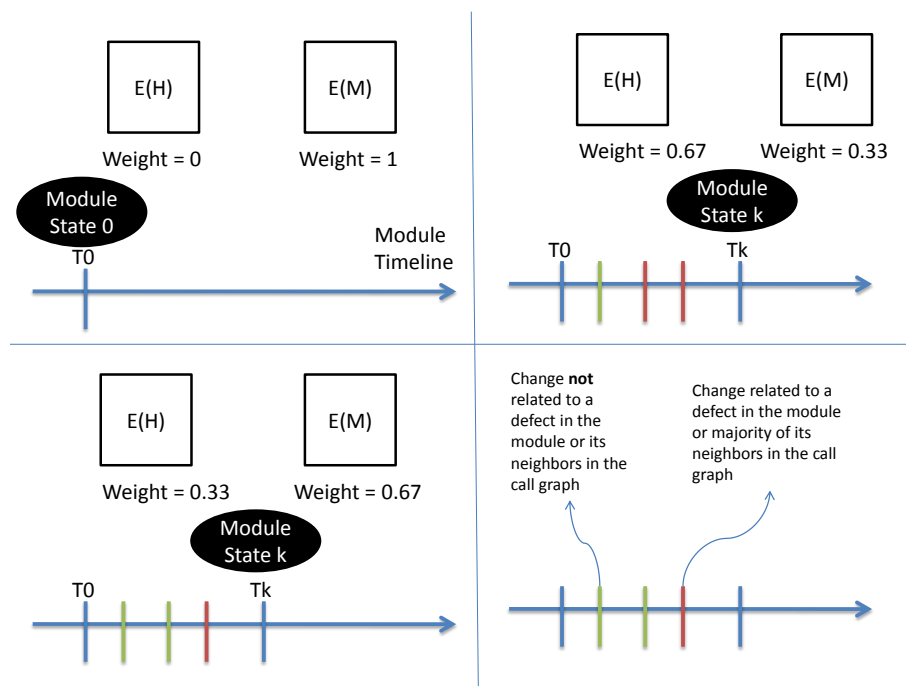 E(H)
E(M)
Weight = 0
Weight = 1
Module
State 0
T0
Module
Timeline
E(H)
E(M)
Weight = 0.67
Weight = 0.33
Module
State k
T0
Tk
E(H)
E(M)
Weight = 0.33
Weight = 0.67
Module
State k
T0
Tk
Change not
related to a
defect in the
module or its
neighbors in the
call graph
Change related to a
defect in the module
or majority of its
neighbors in the call
graph